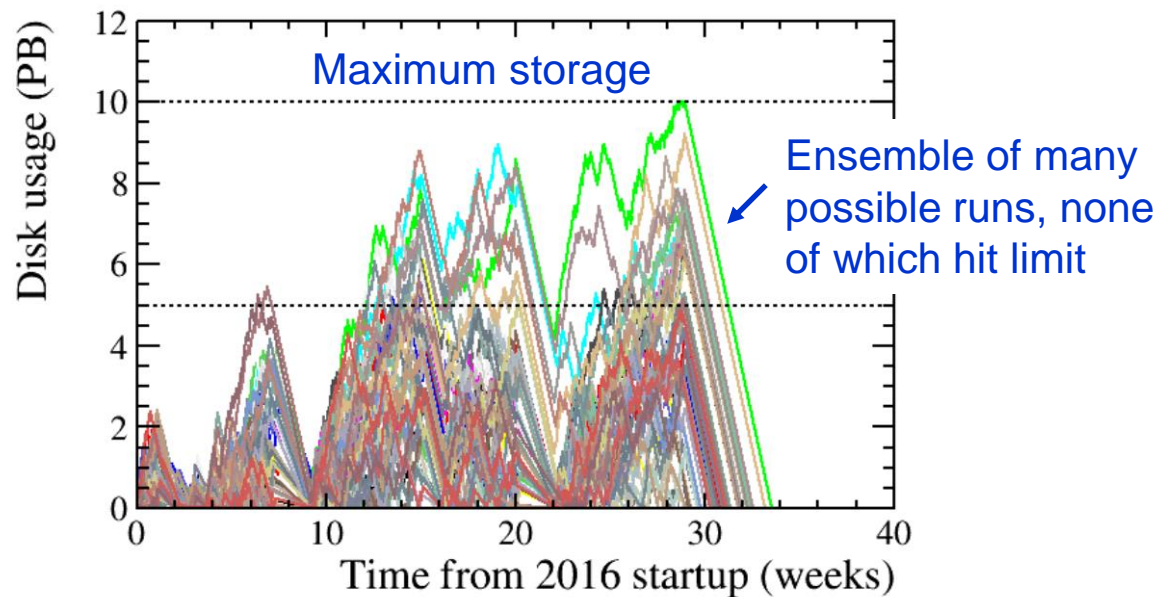 Disk usage (PB)
12
10
8
6
4
2
0
Maximum storage
Ensemble of many
possible runs, none
of which hit limit
0 10 20 30 40
Time from 2016 startup (weeks)